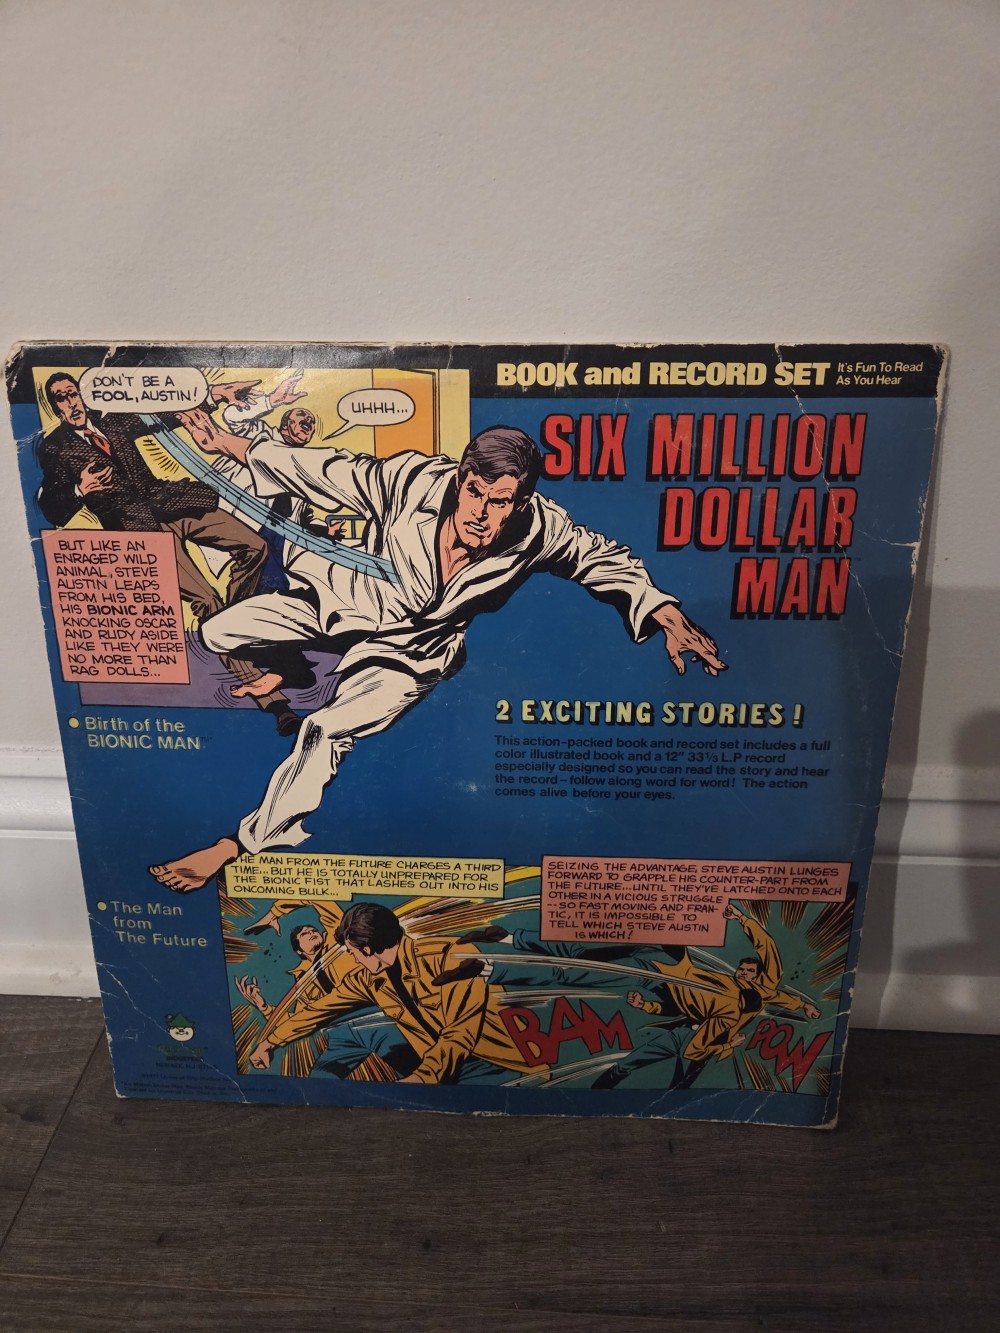 BOOK and RECORD SET
It's Fun To Read
As You Hear
DON'T BE A
FOOL, AUSTIN!
UHHH...
SIX MILLION
DOLLAR
MAN
BUT LIKE AN
ENRAGED WILD
ANIMAL, STEVE
AUSTIN LEAPS
FROM HIS BED,
HIS BIONIC ARM
KNOCKING OSCAR
AND RUDY ASIDE
LIKE THEY WERE
NO MORE THAN
RAG DOLLS...
• Birth of the
BIONIC MAN
2 EXCITING STORIES!
This action-packed book and record set includes a full
color illustrated book and a 12" 33 1/3 L.P record
especially designed so you can read the story and hear
the record – follow along word for word! The action
comes alive before your eyes.
HE MAN FROM THE FUTURE CHARGES A THIRD
TIME... BUT HE IS TOTALLY UNPREPARED FOR
THE BIONIC FIST THAT LASHES OUT INTO HIS
ONCOMING BULK...
SEIZING THE ADVANTAGE, STEVE AUSTIN LUNGES
FORWARD TO GRAPPLE HIS COUNTER-PART FROM
THE FUTURE... UNTIL THEY'VE LATCHED ONTO EACH
OTHER IN A VICIOUS STRUGGLE
--SO FAST MOVING AND FRAN-
TIC, IT IS IMPOSSIBLE TO
TELL WHICH STEVE AUSTIN
IS WHICH!
• The Man
from
The Future
BAM
POW